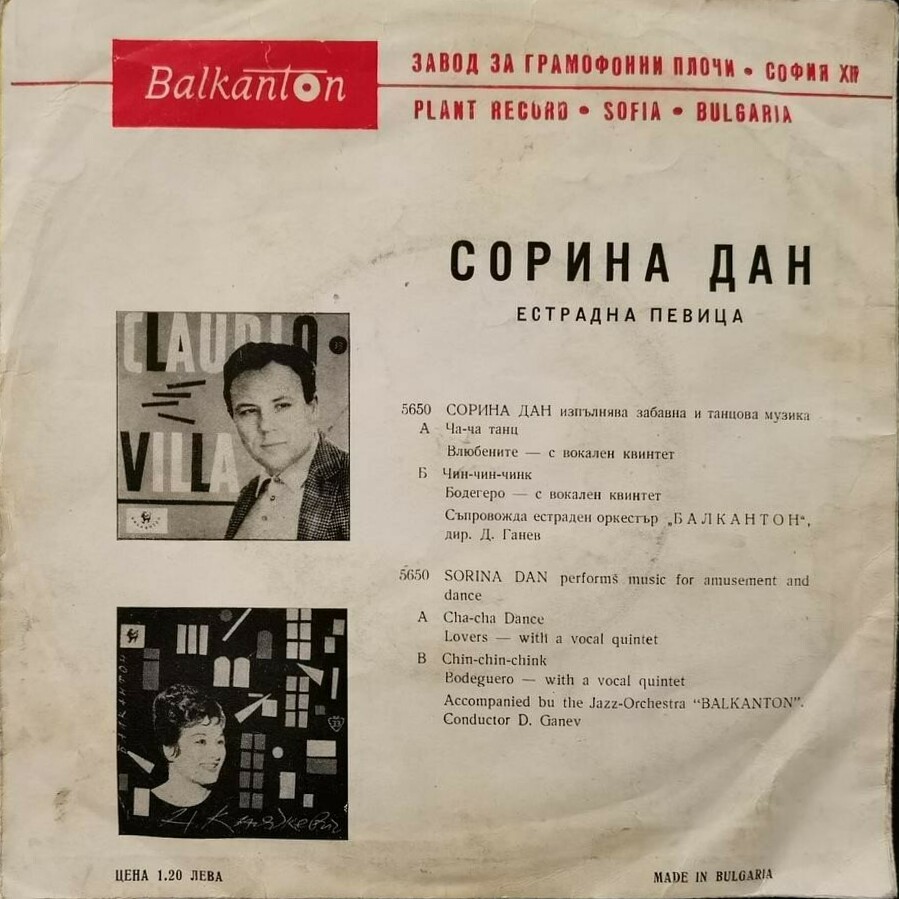 Balkanton
ЗАВОД ЗА ГРАМОФОННИ ПЛОЧИ • СОФИЯ XIV
PLANT RECORD • SOFIA • BULGARIA
СОРИНА ДАН
ЕСТРАДНА ПЕВИЦА
CLAUDIO
VILLA
5650 СОРИНА ДАН изпълнява забавна и танцова музика
А Ча-ча танц
Влюбените — с вокален квинтет
Б Чин-чин-чинк
Бодегеро — с вокален квинтет
Съпровожда естраден оркестър „БАЛКАНТОН“,
дир. Д. Ганев
5650 SORINA DAN performs music for amusement and
dance
A Cha-cha Dance
Lovers — with a vocal quintet
B Chin-chin-chink
Bodeguero — with a vocal quintet
Accompanied bu the Jazz-Orchestra “BALKANTON”.
Conductor D. Ganev
БАЛКАНТОН
33
ЦЕНА 1.20 ЛЕВА
MADE IN BULGARIA